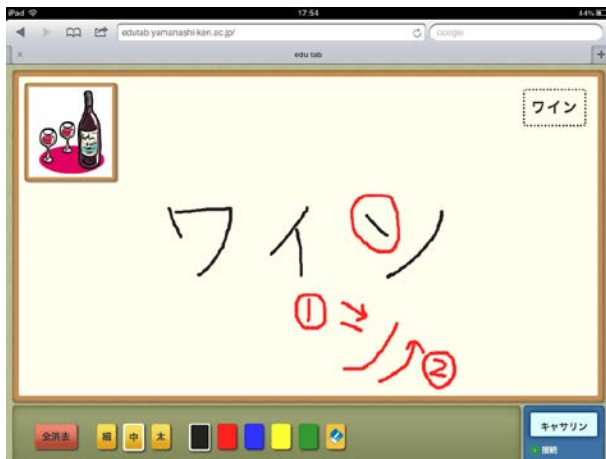 iPad 17:54 44%
edutab.yamanashi-ken.ac.jp/ Google
edu tab
ワイン
ワイン
① ②
全消去 細 中 太
キャサリン
接続